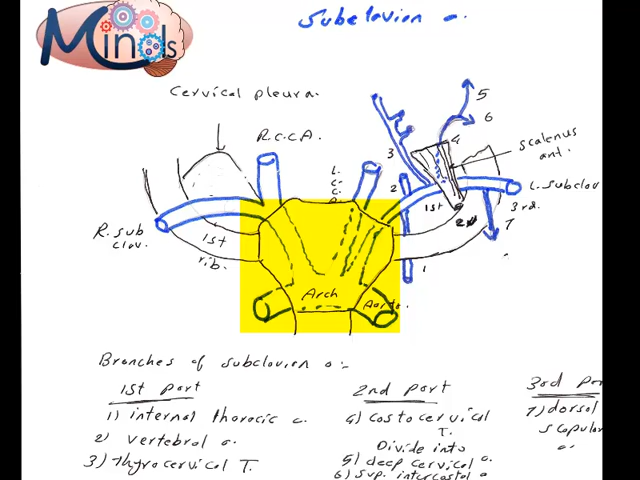 Minds
Subclavian a.
Cervical pleura.
R.C.C.A.
L.
C.
C.
5
6
4
3
2
scalenus
ant.
L. Subclav
1st
2nd
3rd.
7
R. sub
clav.
1st
rib.
1
Arch
Aorta.
Branches of subclavian a:-
1st part
1) internal thoracic a.
2) vertebral a.
3) Thyrocervical T.
2nd part
4) costocervical
T.
Divide into
5) deep cervical a.
6) sup. intercostal a
3rd par
7) dorsal
scapular
a.